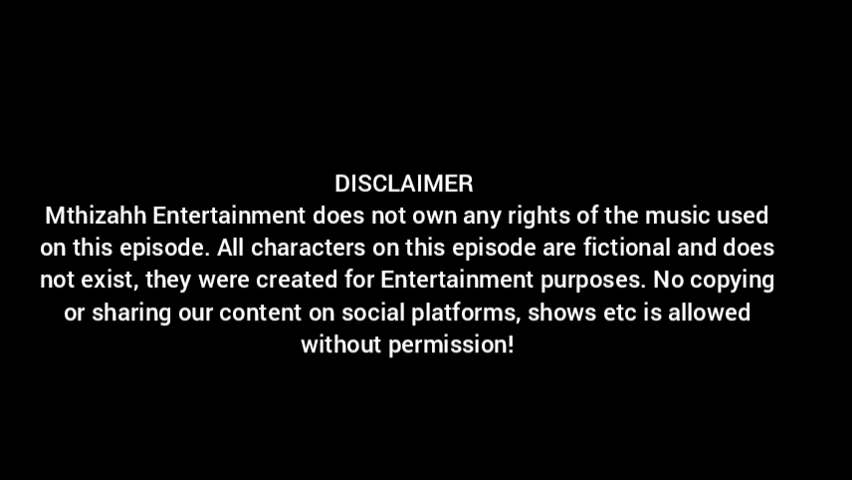 DISCLAIMER
Mthizahh Entertainment does not own any rights of the music used
on this episode. All characters on this episode are fictional and does
not exist, they were created for Entertainment purposes. No copying
or sharing our content on social platforms, shows etc is allowed
without permission!